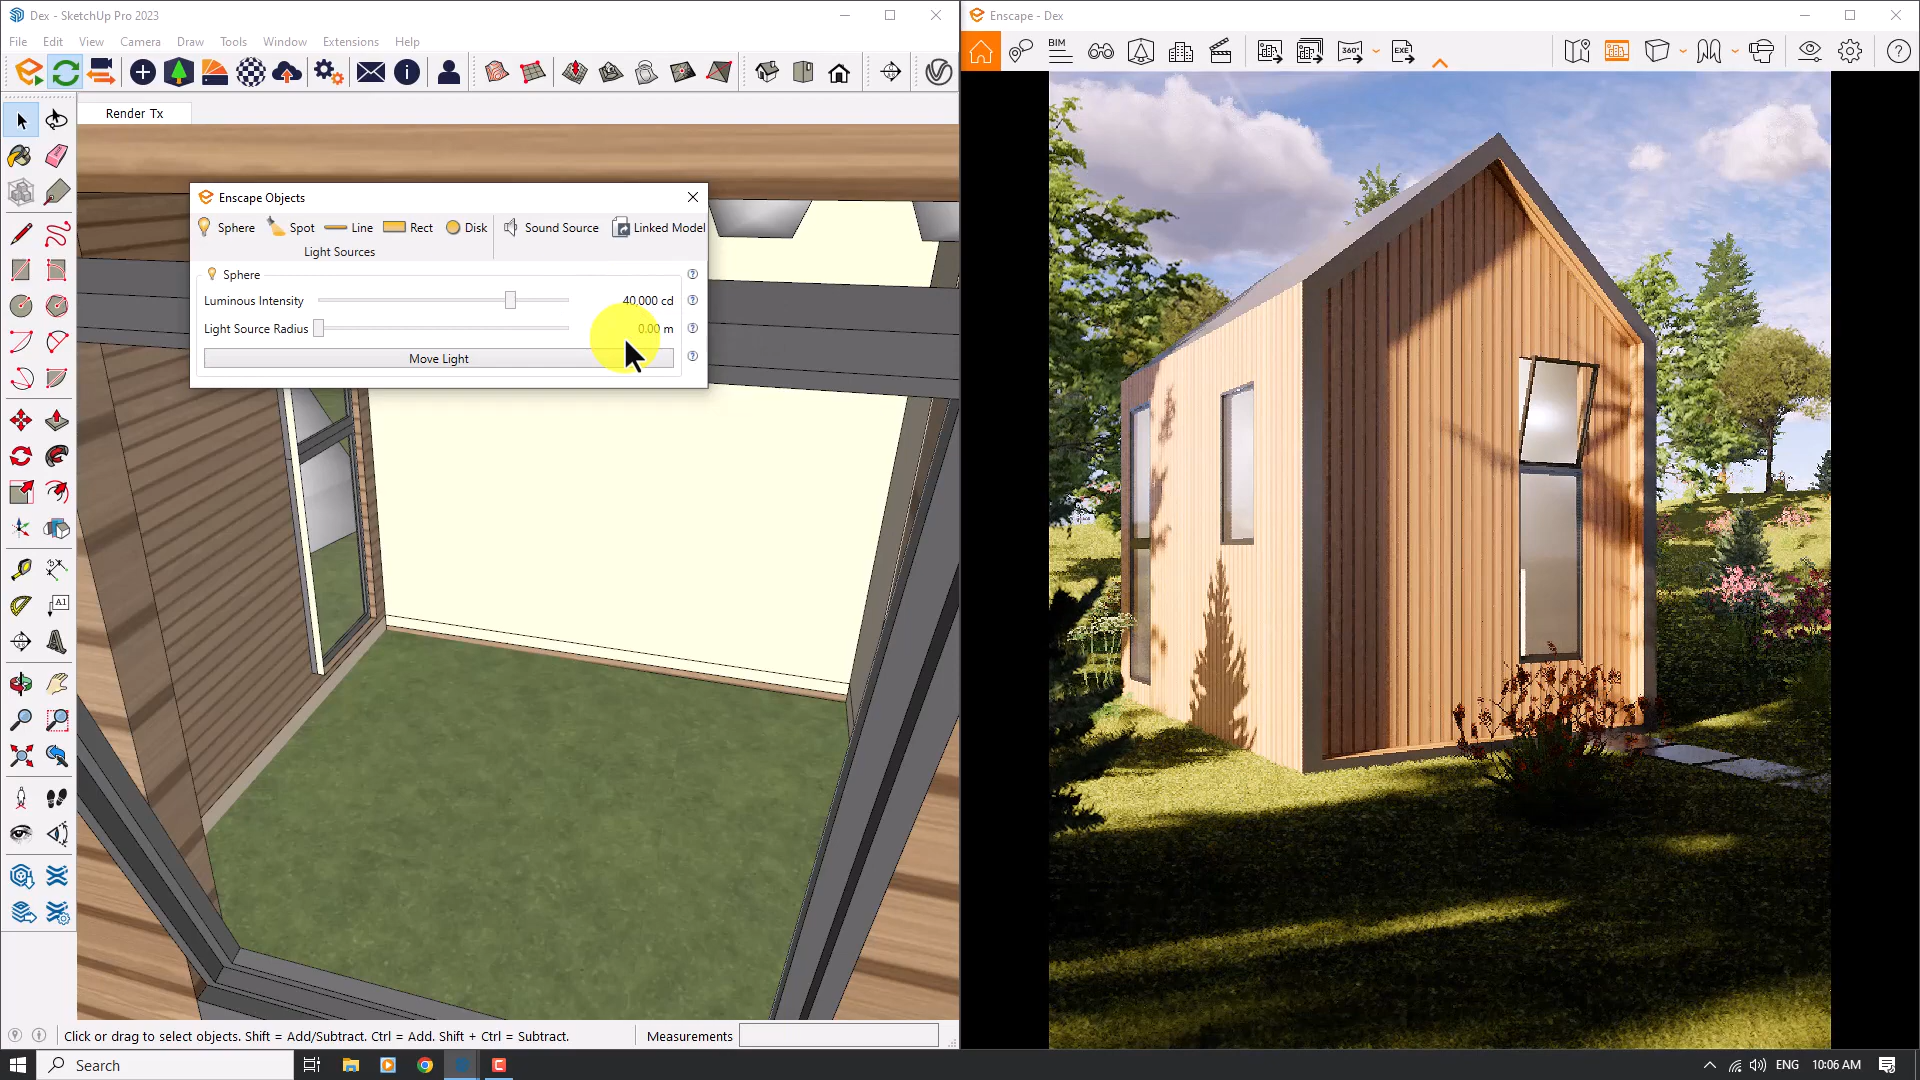 Dex - SketchUp Pro 2023
File Edit View Camera Draw Tools Window Extensions Help
Render Tx
Enscape Objects
Sphere Spot Line Rect Disk Sound Source Linked Model
Light Sources
Sphere
Luminous Intensity 40,000 cd
Light Source Radius 0.00 m
Move Light
A1
Click or drag to select objects. Shift = Add/Subtract. Ctrl = Add. Shift + Ctrl = Subtract.
Measurements
Enscape - Dex
BIM
360°
EXE
Search
ENG
10:06 AM